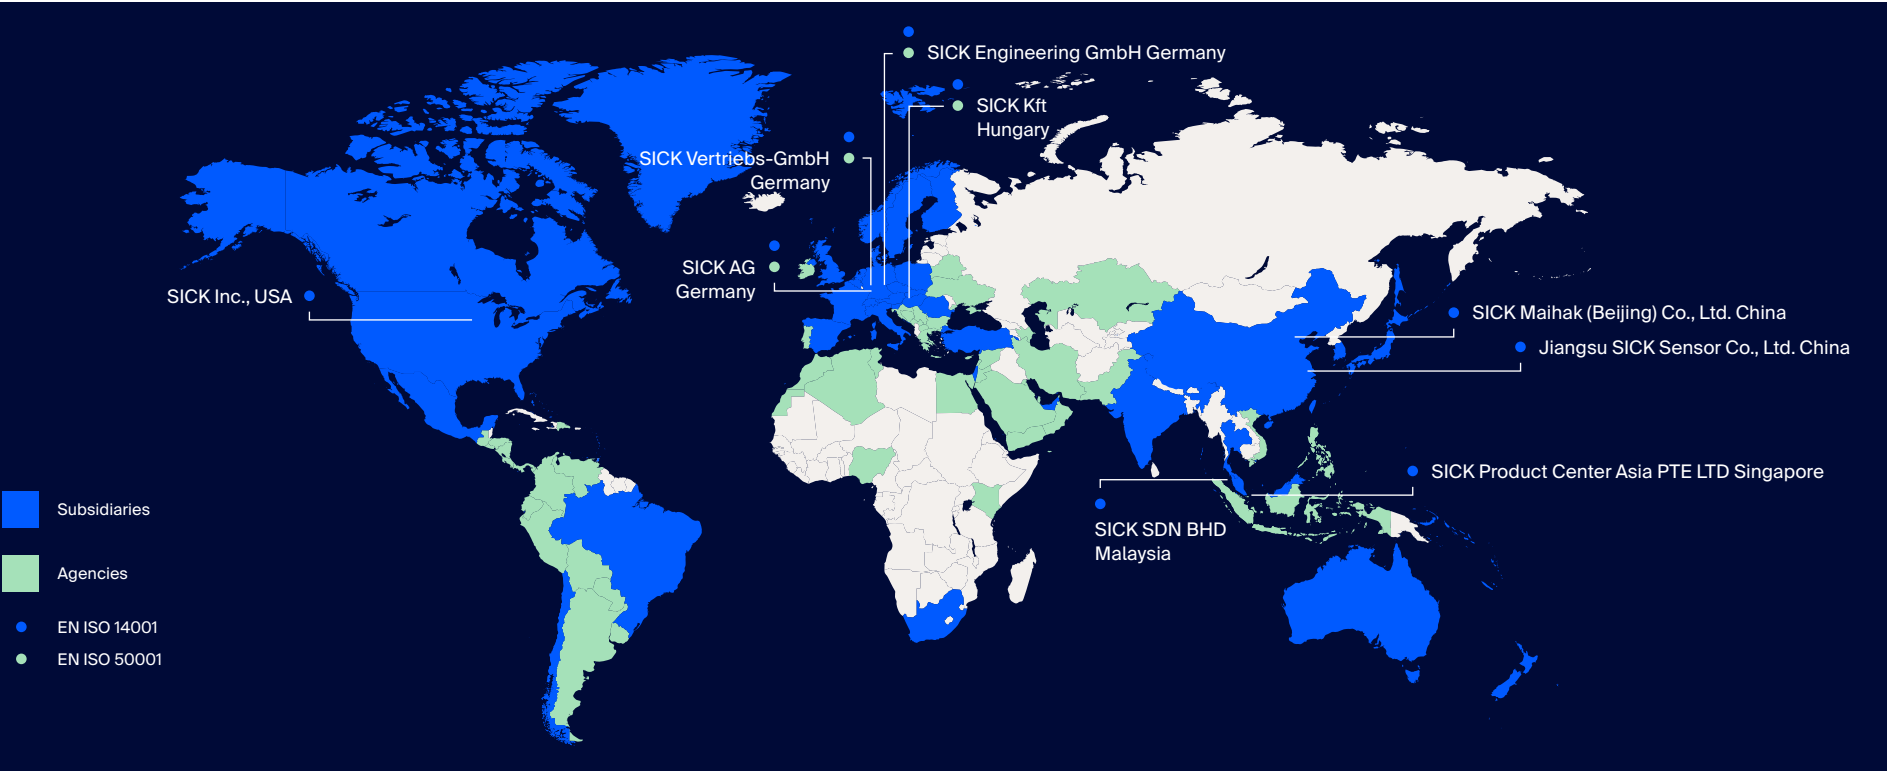 SICK Engineering GmbH Germany
SICK Kft
Hungary
SICK Vertriebs-GmbH
Germany
SICK AG
Germany
SICK Inc., USA
SICK Maihak (Beijing) Co., Ltd. China
Jiangsu SICK Sensor Co., Ltd. China
SICK Product Center Asia PTE LTD Singapore
SICK SDN BHD
Malaysia
Subsidiaries
Agencies
EN ISO 14001
EN ISO 50001